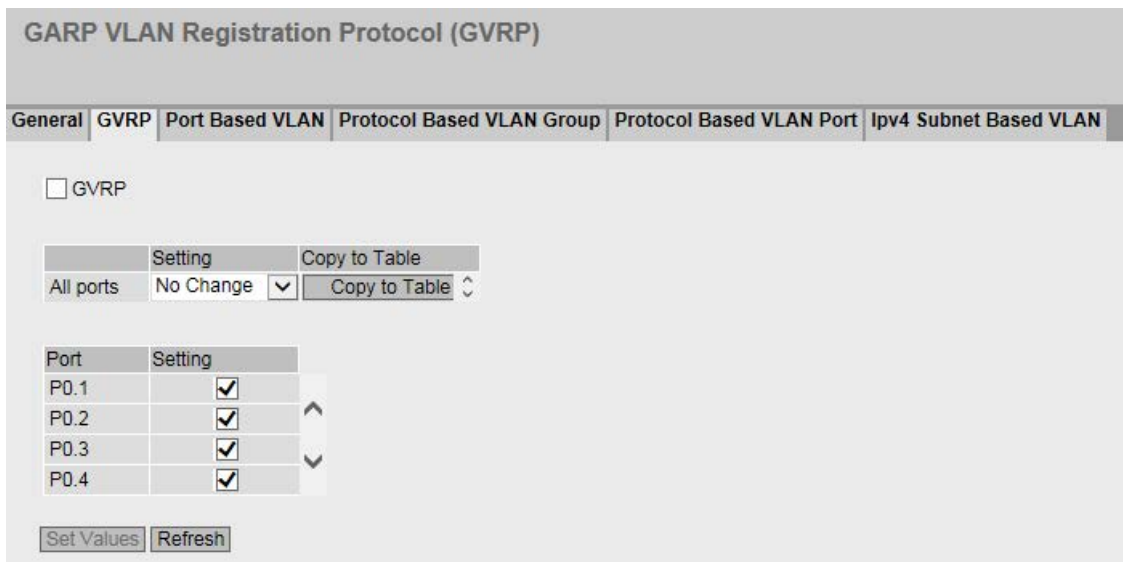 GARP VLAN Registration Protocol (GVRP)
General GVRP Port Based VLAN Protocol Based VLAN Group Protocol Based VLAN Port Ipv4 Subnet Based VLAN
GVRP
Setting Copy to Table
All ports No Change Copy to Table
Port Setting
P0.1
P0.2
P0.3
P0.4
Set Values Refresh